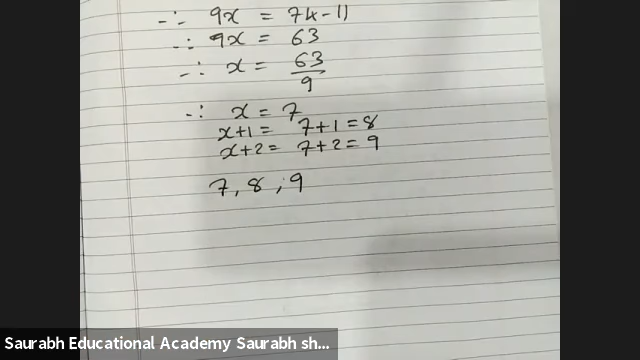 ∴ 9x = 74-11
∴ 9x = 63
∴ x = 63/9
∴ x = 7
x+1 = 7+1 = 8
x+2 = 7+2 = 9
7, 8, 9
Saurabh Educational Academy Saurabh sh...